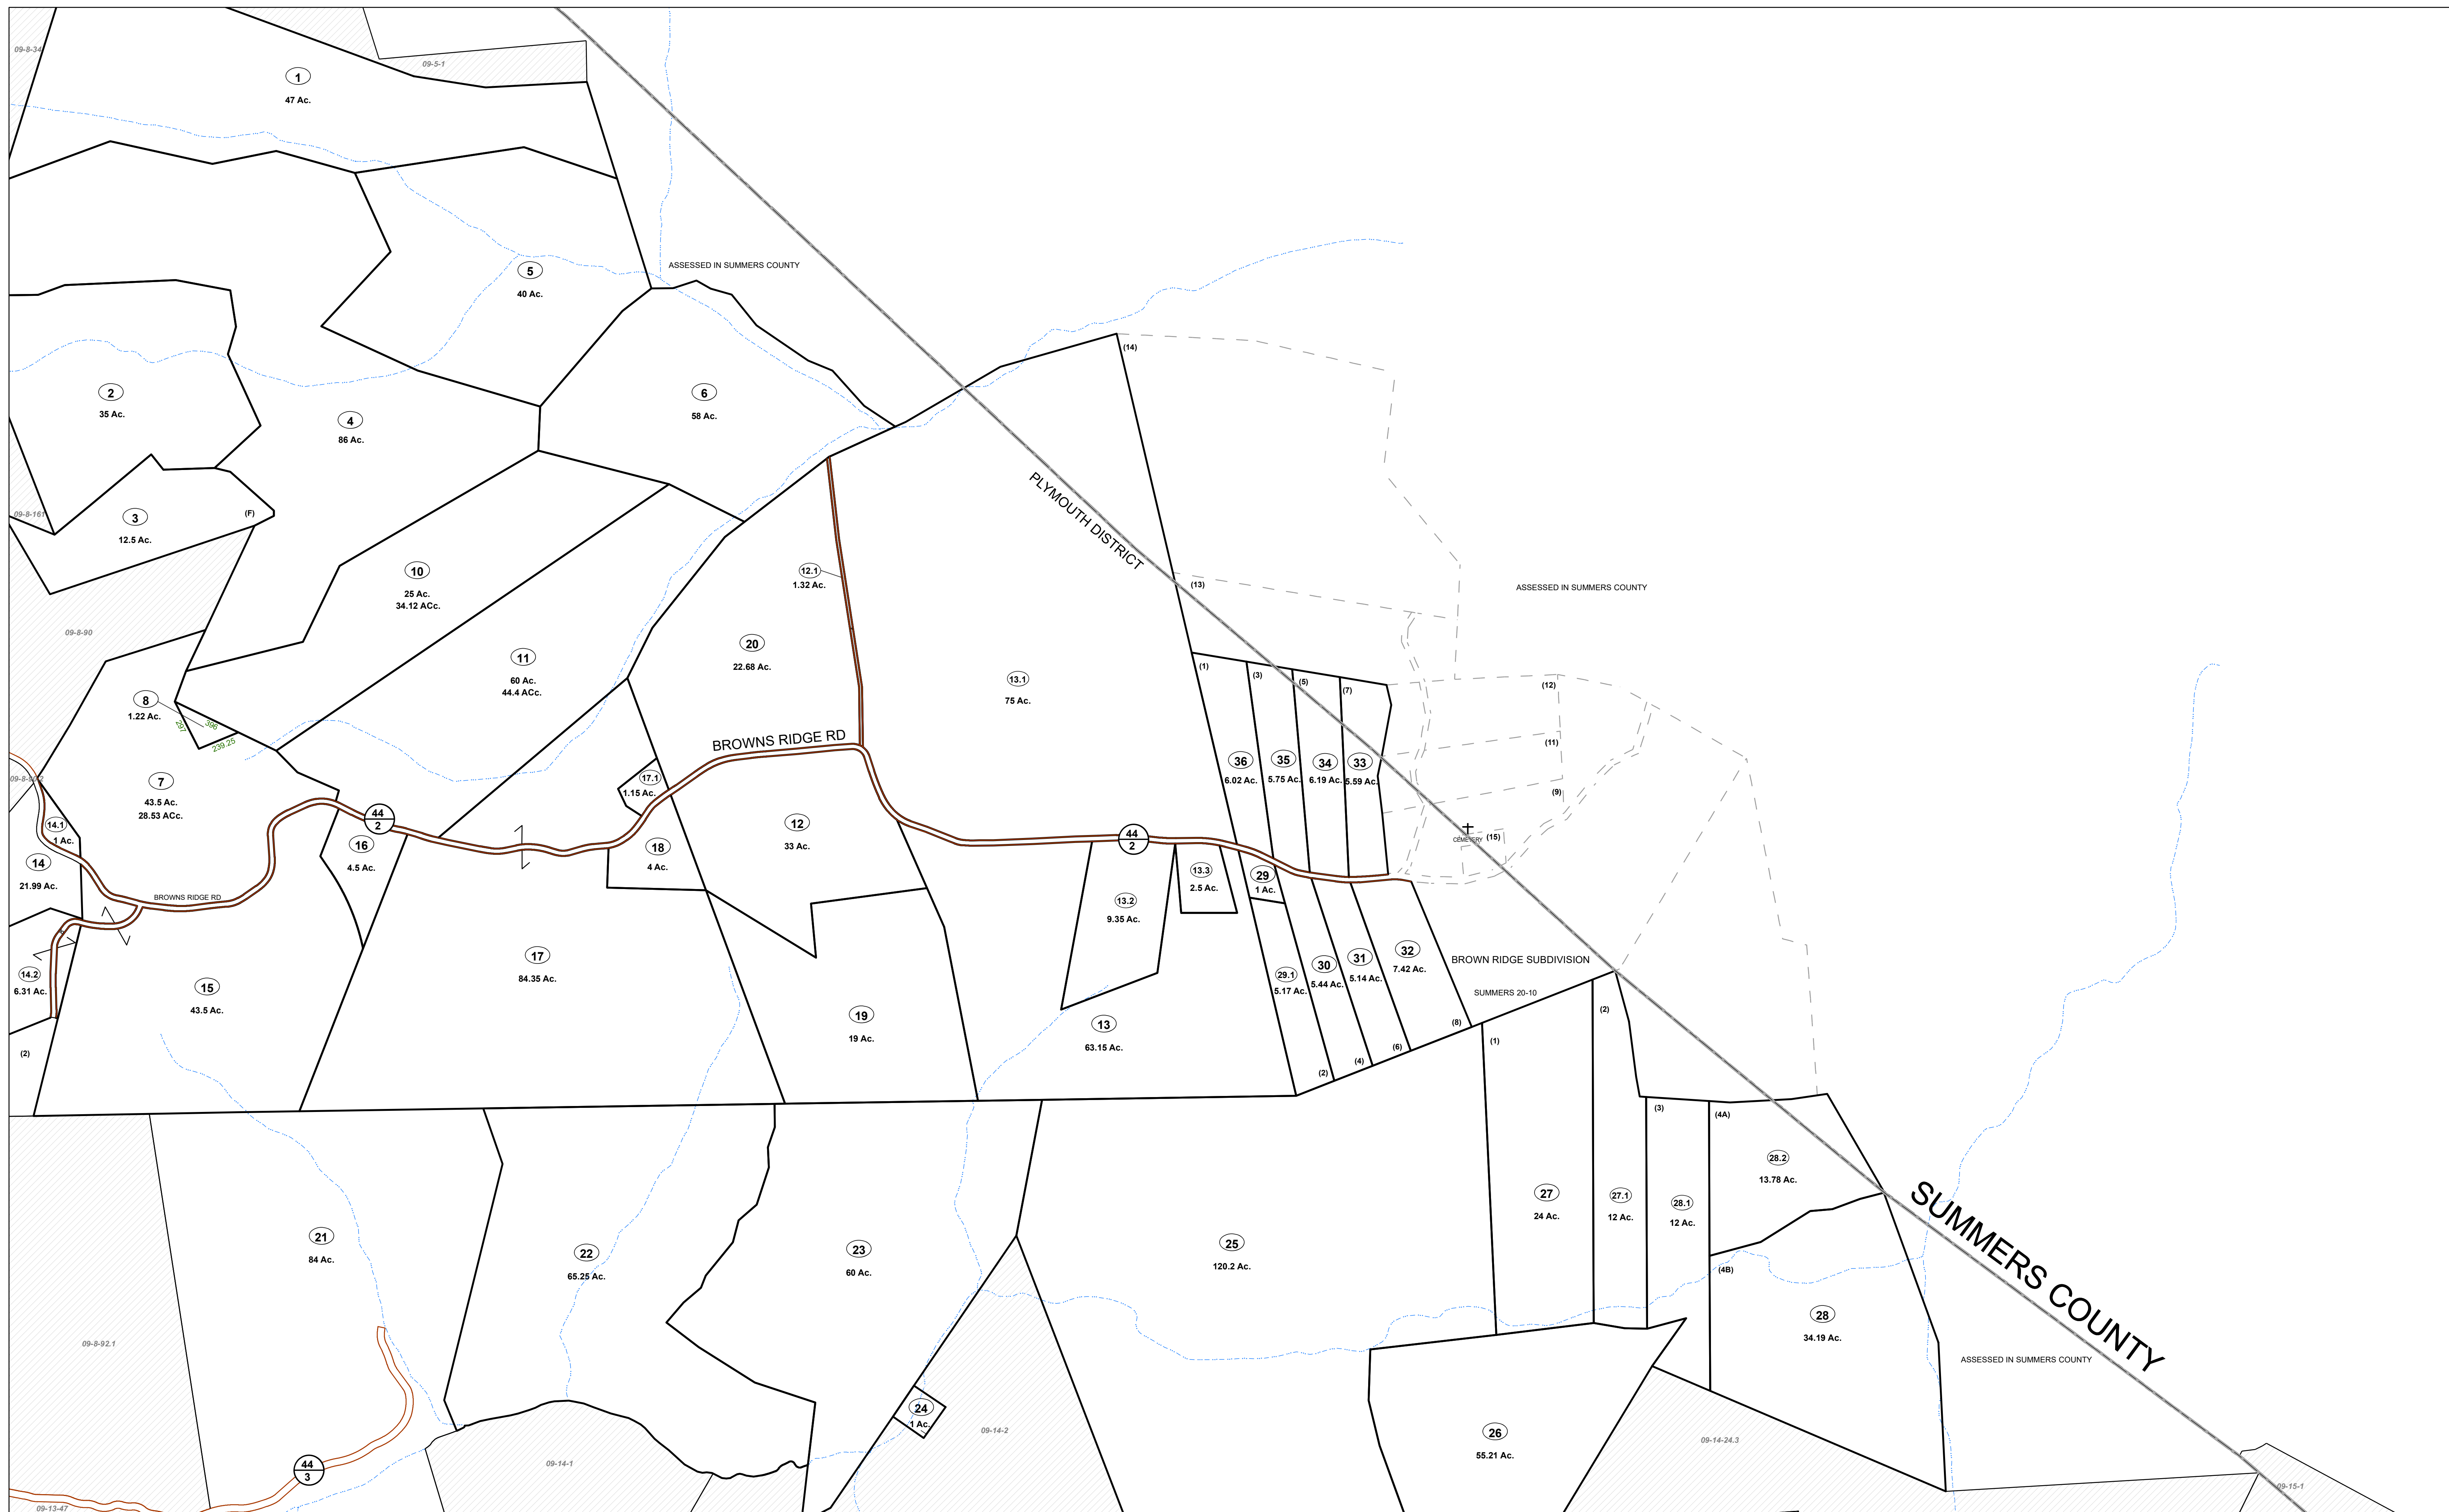 09-8-34
09-5-1
1
47 Ac.
ASSESSED IN SUMMERS COUNTY
5
40 Ac.
(14)
2
35 Ac.
6
58 Ac.
4
86 Ac.
PLYMOUTH DISTRICT
09-8-161
3
12.5 Ac.
(F)
10
25 Ac.
34.12 ACc.
12.1
1.32 Ac.
(13)
ASSESSED IN SUMMERS COUNTY
09-8-90
20
22.68 Ac.
11
60 Ac.
44.4 ACc.
13.1
75 Ac.
(1)
(3)
(5)
(7)
(12)
8
1.22 Ac.
297
396
239.25
BROWNS RIDGE RD
(11)
7
43.5 Ac.
28.53 ACc.
17.1
1.15 Ac.
36
6.02 Ac.
35
5.75 Ac.
34
6.19 Ac.
33
5.59 Ac.
(9)
14.1
1 Ac.
44
2
16
4.5 Ac.
12
33 Ac.
44
2
CEMETERY
(15)
14
21.99 Ac.
18
4 Ac.
13.3
2.5 Ac.
29
1 Ac.
BROWNS RIDGE RD
13.2
9.35 Ac.
17
84.35 Ac.
32
7.42 Ac.
BROWN RIDGE SUBDIVISION
14.2
6.31 Ac.
15
43.5 Ac.
29.1
5.17 Ac.
30
5.44 Ac.
31
5.14 Ac.
SUMMERS 20-10
19
19 Ac.
13
63.15 Ac.
(2)
(2)
(4)
(6)
(8)
(1)
(2)
(3)
(4A)
28.2
13.78 Ac.
27
24 Ac.
27.1
12 Ac.
28.1
12 Ac.
SUMMERS COUNTY
21
84 Ac.
22
65.25 Ac.
23
60 Ac.
25
120.2 Ac.
(4B)
28
34.19 Ac.
09-8-92.1
ASSESSED IN SUMMERS COUNTY
24
1 Ac.
09-14-2
26
55.21 Ac.
09-14-24.3
44
3
09-14-1
09-15-1
09-13-47